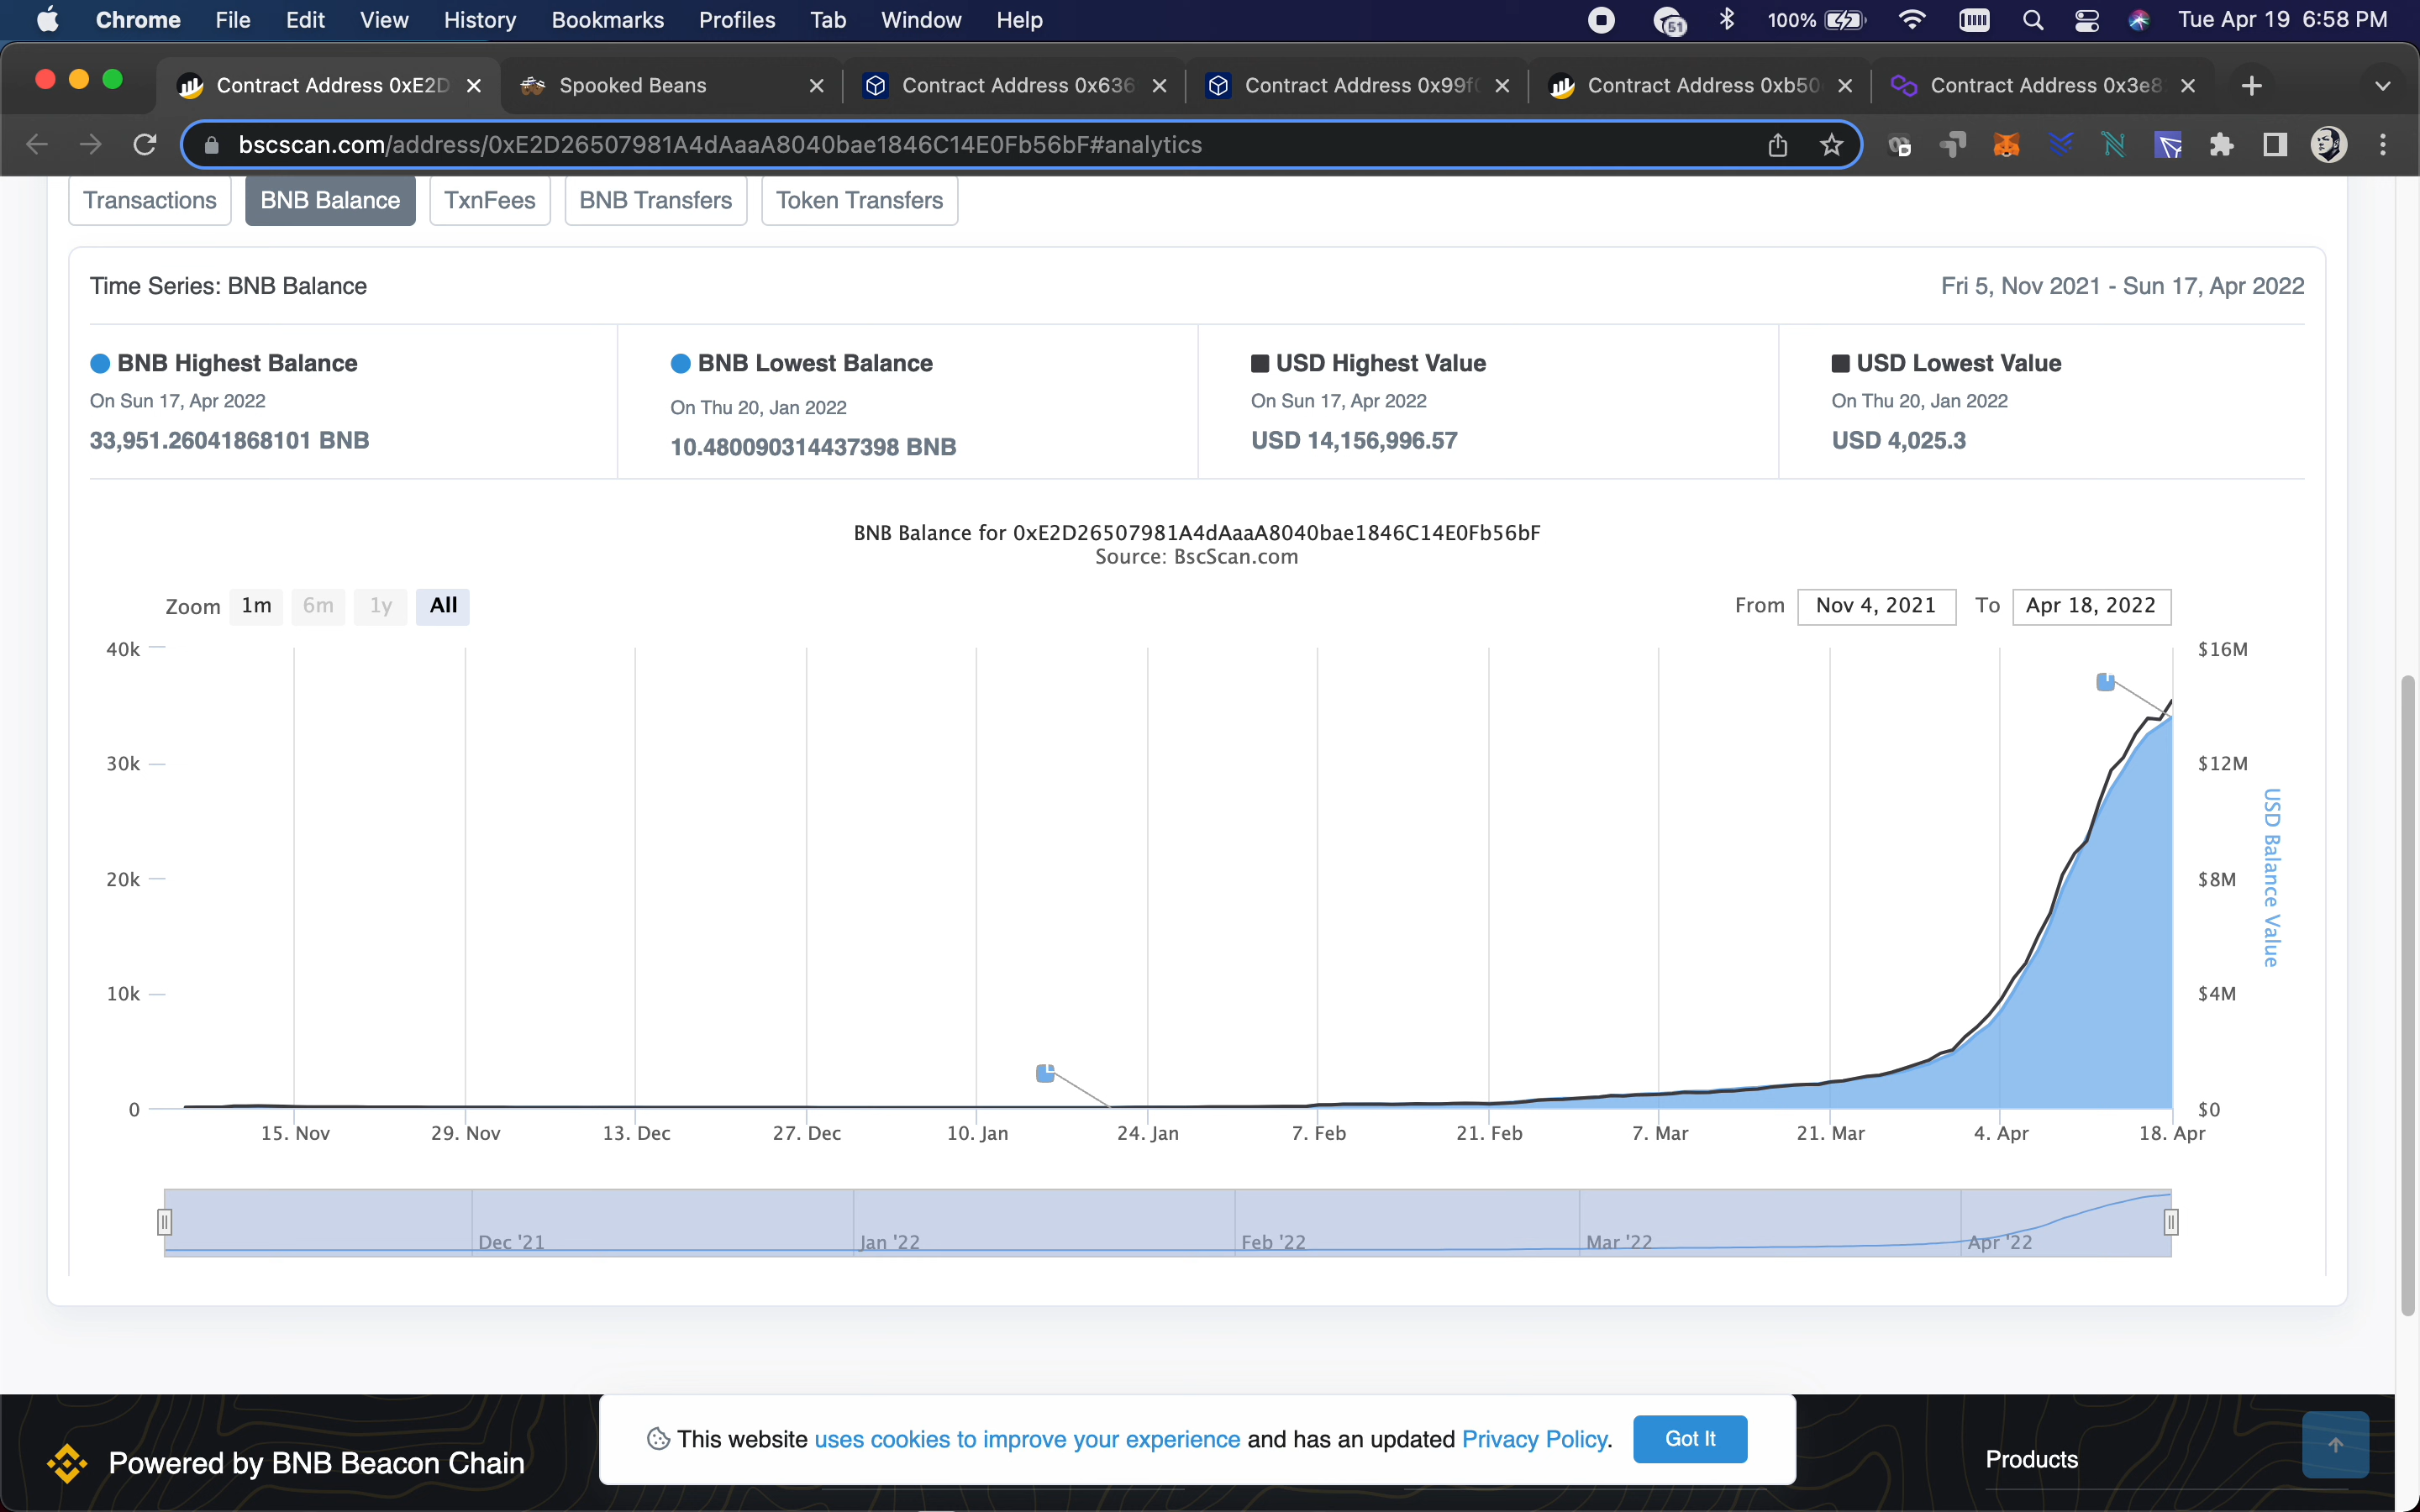 Chrome File Edit View History Bookmarks Profiles Tab Window Help 51 100% Tue Apr 19 6:58 PM
Contract Address 0xE2D Spooked Beans Contract Address 0x636 Contract Address 0x99f Contract Address 0xb50 Contract Address 0x3e8
bscscan.com/address/0xE2D26507981A4dAaaA8040bae1846C14E0Fb56bF#analytics
Transactions BNB Balance TxnFees BNB Transfers Token Transfers
Time Series: BNB Balance Fri 5, Nov 2021 - Sun 17, Apr 2022
BNB Highest Balance BNB Lowest Balance USD Highest Value USD Lowest Value
On Sun 17, Apr 2022 On Thu 20, Jan 2022 On Sun 17, Apr 2022 On Thu 20, Jan 2022
33,951.26041868101 BNB 10.480090314437398 BNB USD 14,156,996.57 USD 4,025.3
BNB Balance for 0xE2D26507981A4dAaaA8040bae1846C14E0Fb56bF
Source: BscScan.com
Zoom 1m 6m 1y All From Nov 4, 2021 To Apr 18, 2022
40k $16M
30k $12M
20k $8M
10k $4M
0 $0
USD Balance Value
15. Nov 29. Nov 13. Dec 27. Dec 10. Jan 24. Jan 7. Feb 21. Feb 7. Mar 21. Mar 4. Apr 18. Apr
Dec '21 Jan '22 Feb '22 Mar '22 Apr '22
This website uses cookies to improve your experience and has an updated Privacy Policy. Got It
Powered by BNB Beacon Chain
Products